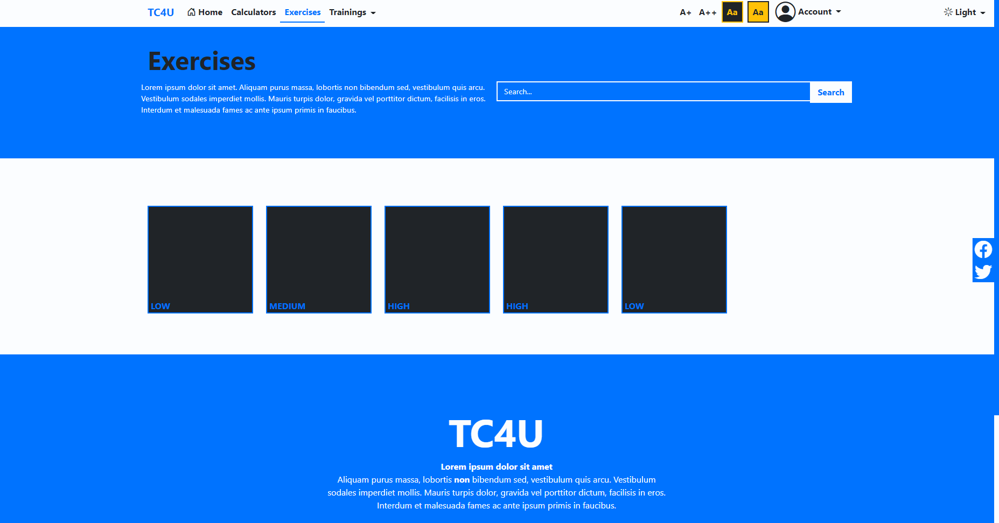 TC4U Home Calculators Exercises Trainings A+ A++ Aa Aa Account Light
Exercises
Lorem ipsum dolor sit amet. Aliquam purus massa, lobortis non bibendum sed, vestibulum quis arcu.
Vestibulum sodales imperdiet mollis. Mauris turpis dolor, gravida vel porttitor dictum, facilisis in eros.
Interdum et malesuada fames ac ante ipsum primis in faucibus.
Search... Search
LOW MEDIUM HIGH HIGH LOW
TC4U
Lorem ipsum dolor sit amet
Aliquam purus massa, lobortis non bibendum sed, vestibulum quis arcu. Vestibulum
sodales imperdiet mollis. Mauris turpis dolor, gravida vel porttitor dictum, facilisis in eros.
Interdum et malesuada fames ac ante ipsum primis in faucibus.